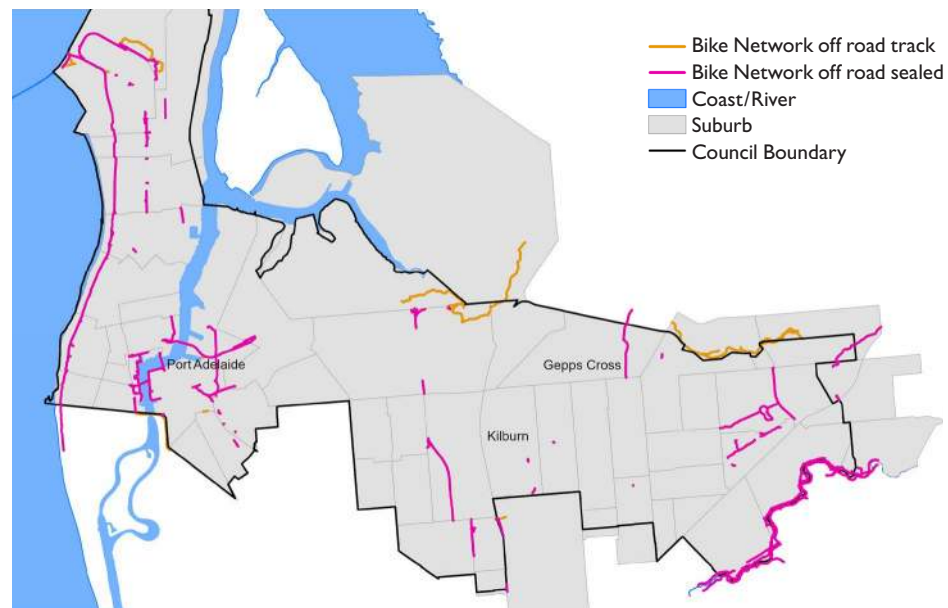 Bike Network off road track
Bike Network off road sealed
Coast/River
Suburb
Council Boundary
Port Adelaide
Gepps Cross
Kilburn